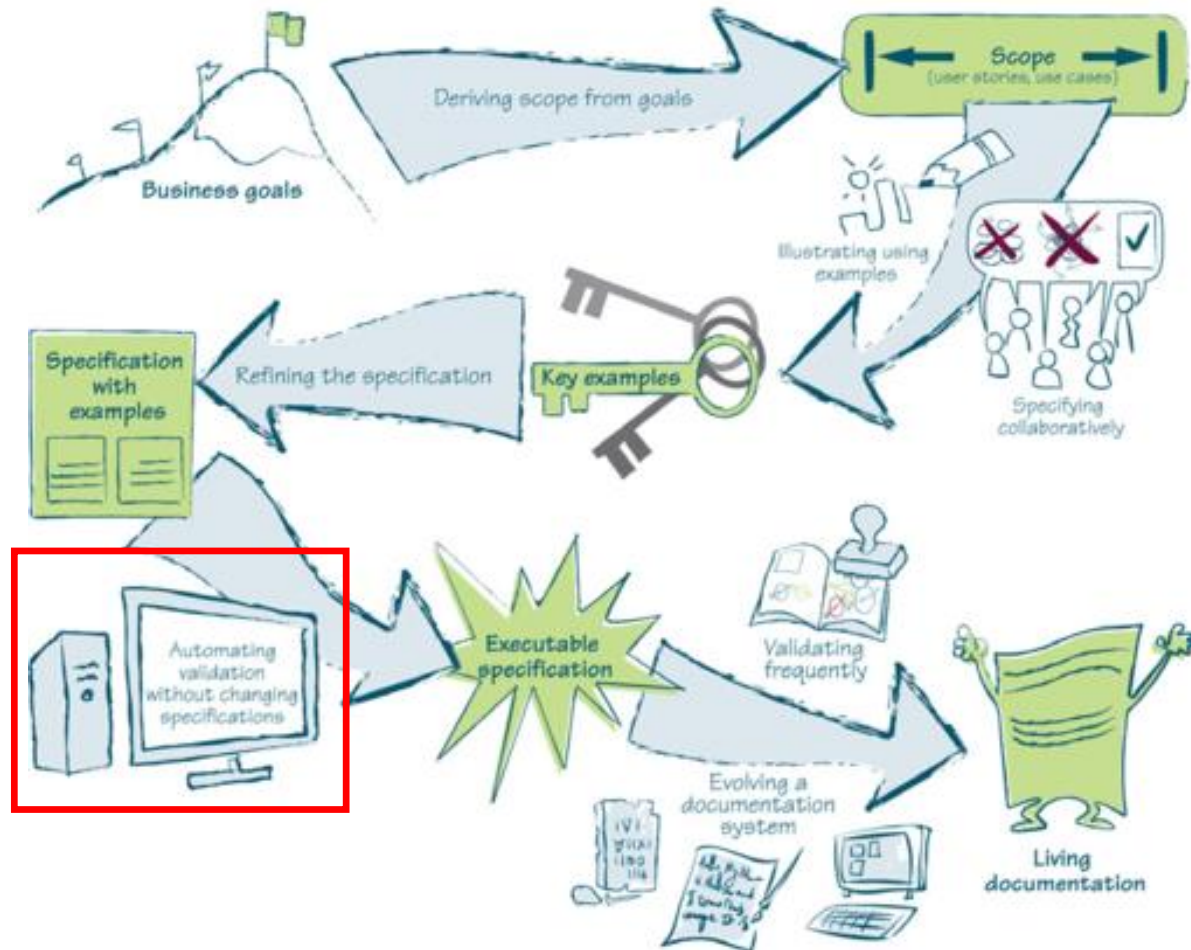 Deriving scope from goals
Scope
(user stories, use cases)
Business goals
Illustrating using
examples
Specifying
collaboratively
Key examples
Refining the specification
Specification
with
examples
Automating
validation
without changing
specifications
Executable
specification
Validating
frequently
Evolving a
documentation
system
Living
documentation